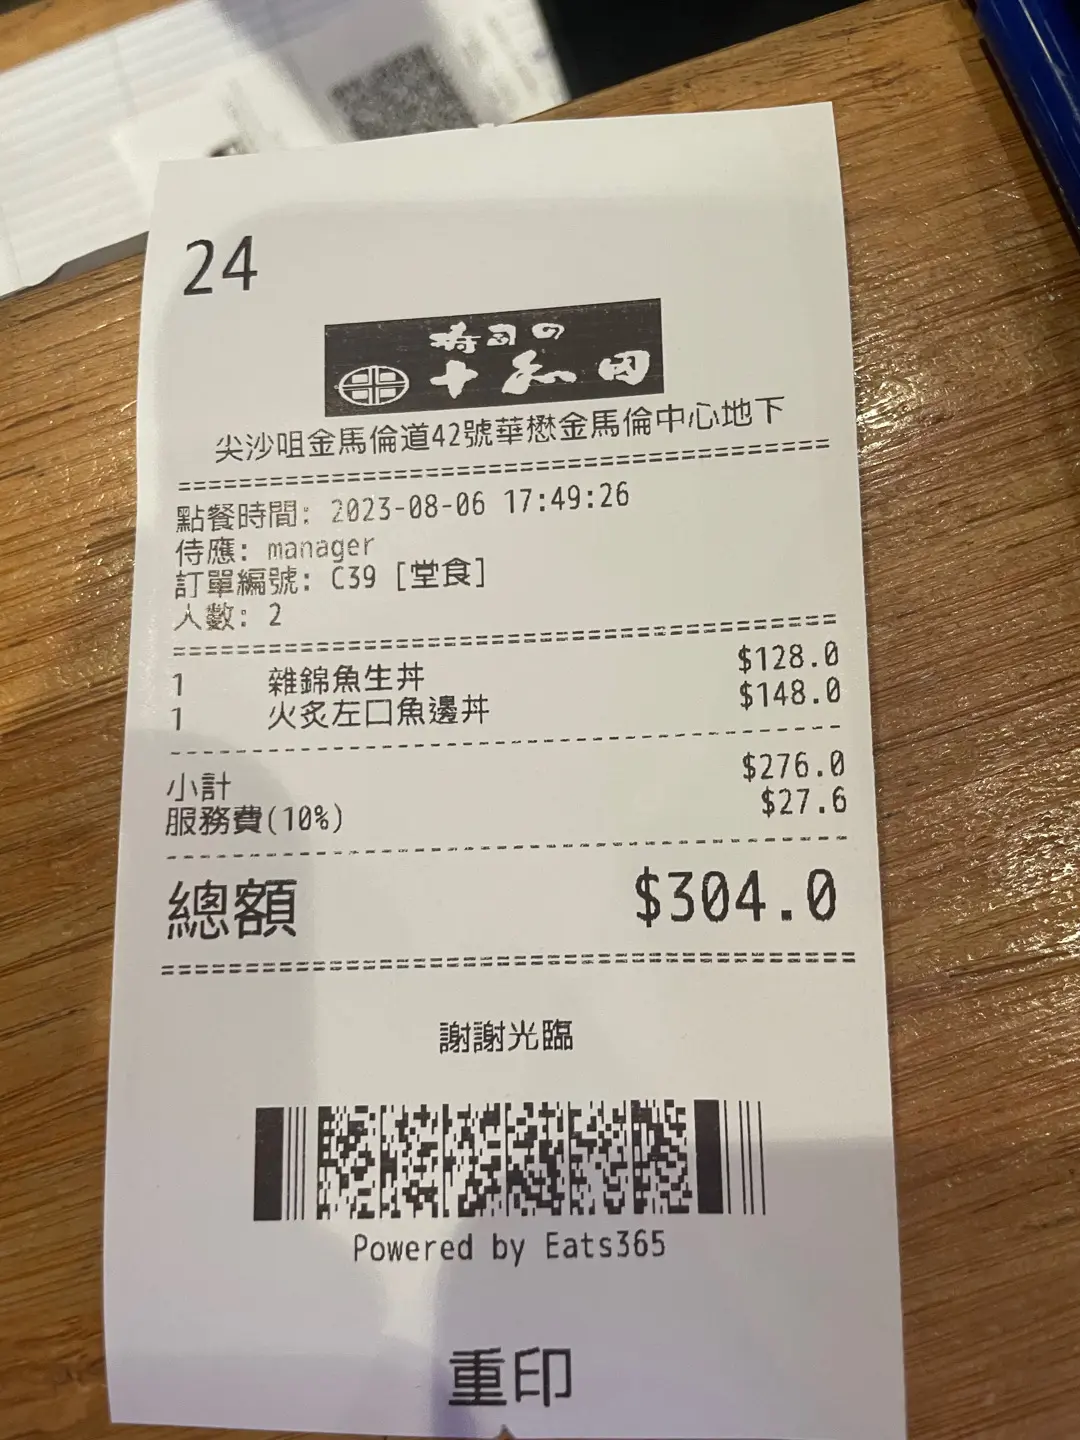 24
寿司の
十和田
尖沙咀金馬倫道42號華懋金馬倫中心地下
點餐時間: 2023-08-06 17:49:26
侍應: manager
訂單編號: C39 [堂食]
人數: 2
1 雜錦魚生丼 $128.0
1 火炙左口魚邊丼 $148.0
小計 $276.0
服務費(10%) $27.6
總額 $304.0
謝謝光臨
Powered by Eats365
重印